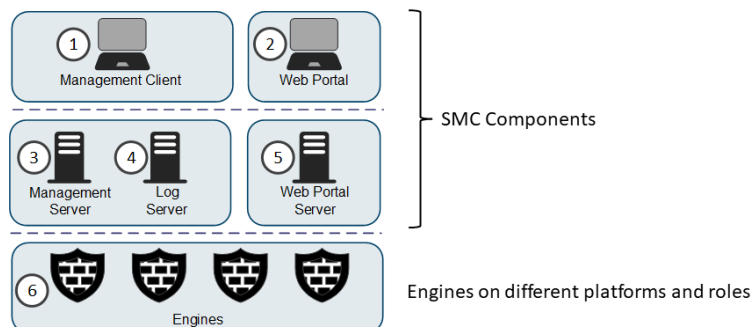 1
Management Client
2
Web Portal
SMC Components
3
Management
Server
4
Log
Server
5
Web Portal
Server
6
Engines
Engines on different platforms and roles